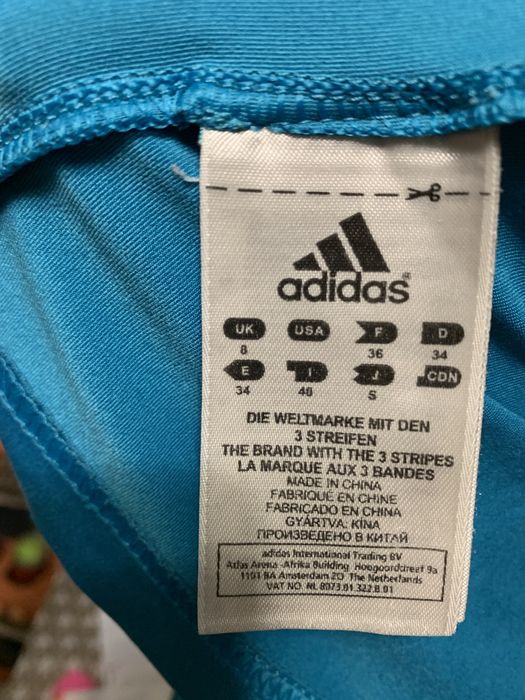 adidas®
UK USA F D
8 36 34
E I J CDN
34 40 S
DIE WELTMARKE MIT DEN
3 STREIFEN
THE BRAND WITH THE 3 STRIPES
LA MARQUE AUX 3 BANDES
MADE IN CHINA
FABRIQUÉ EN CHINE
FABRICADO EN CHINA
GYÁRTVA: KÍNA
ПРОИЗВЕДЕНО В КИТАЙ
adidas International Trading BV
Atlas Arena -Afrika Building Hoogoorddreef 9a
1101 BA Amsterdam ZO The Netherlands
VAT NO. NL 8073.01.322.B.01